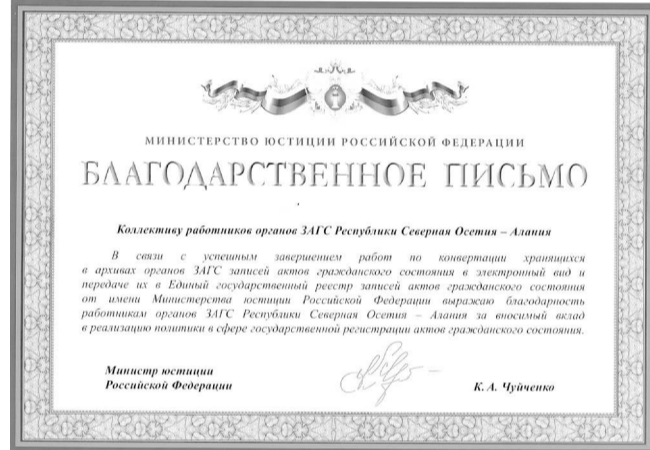 МИНИСТЕРСТВО ЮСТИЦИИ РОССИЙСКОЙ ФЕДЕРАЦИИ
БЛАГОДАРСТВЕННОЕ ПИСЬМО
Коллективу работников органов ЗАГС Республики Северная Осетия – Алания
В связи с успешным завершением работ по конвертации хранящихся
в архивах органов ЗАГС записей актов гражданского состояния в электронный вид и
передаче их в Единый государственный реестр записей актов гражданского состояния
от имени Министерства юстиции Российской Федерации выражаю благодарность
работникам органов ЗАГС Республики Северная Осетия – Алания за вносимый вклад
в реализацию политики в сфере государственной регистрации актов гражданского состояния.
Министр юстиции
Российской Федерации
К. А. Чуйченко